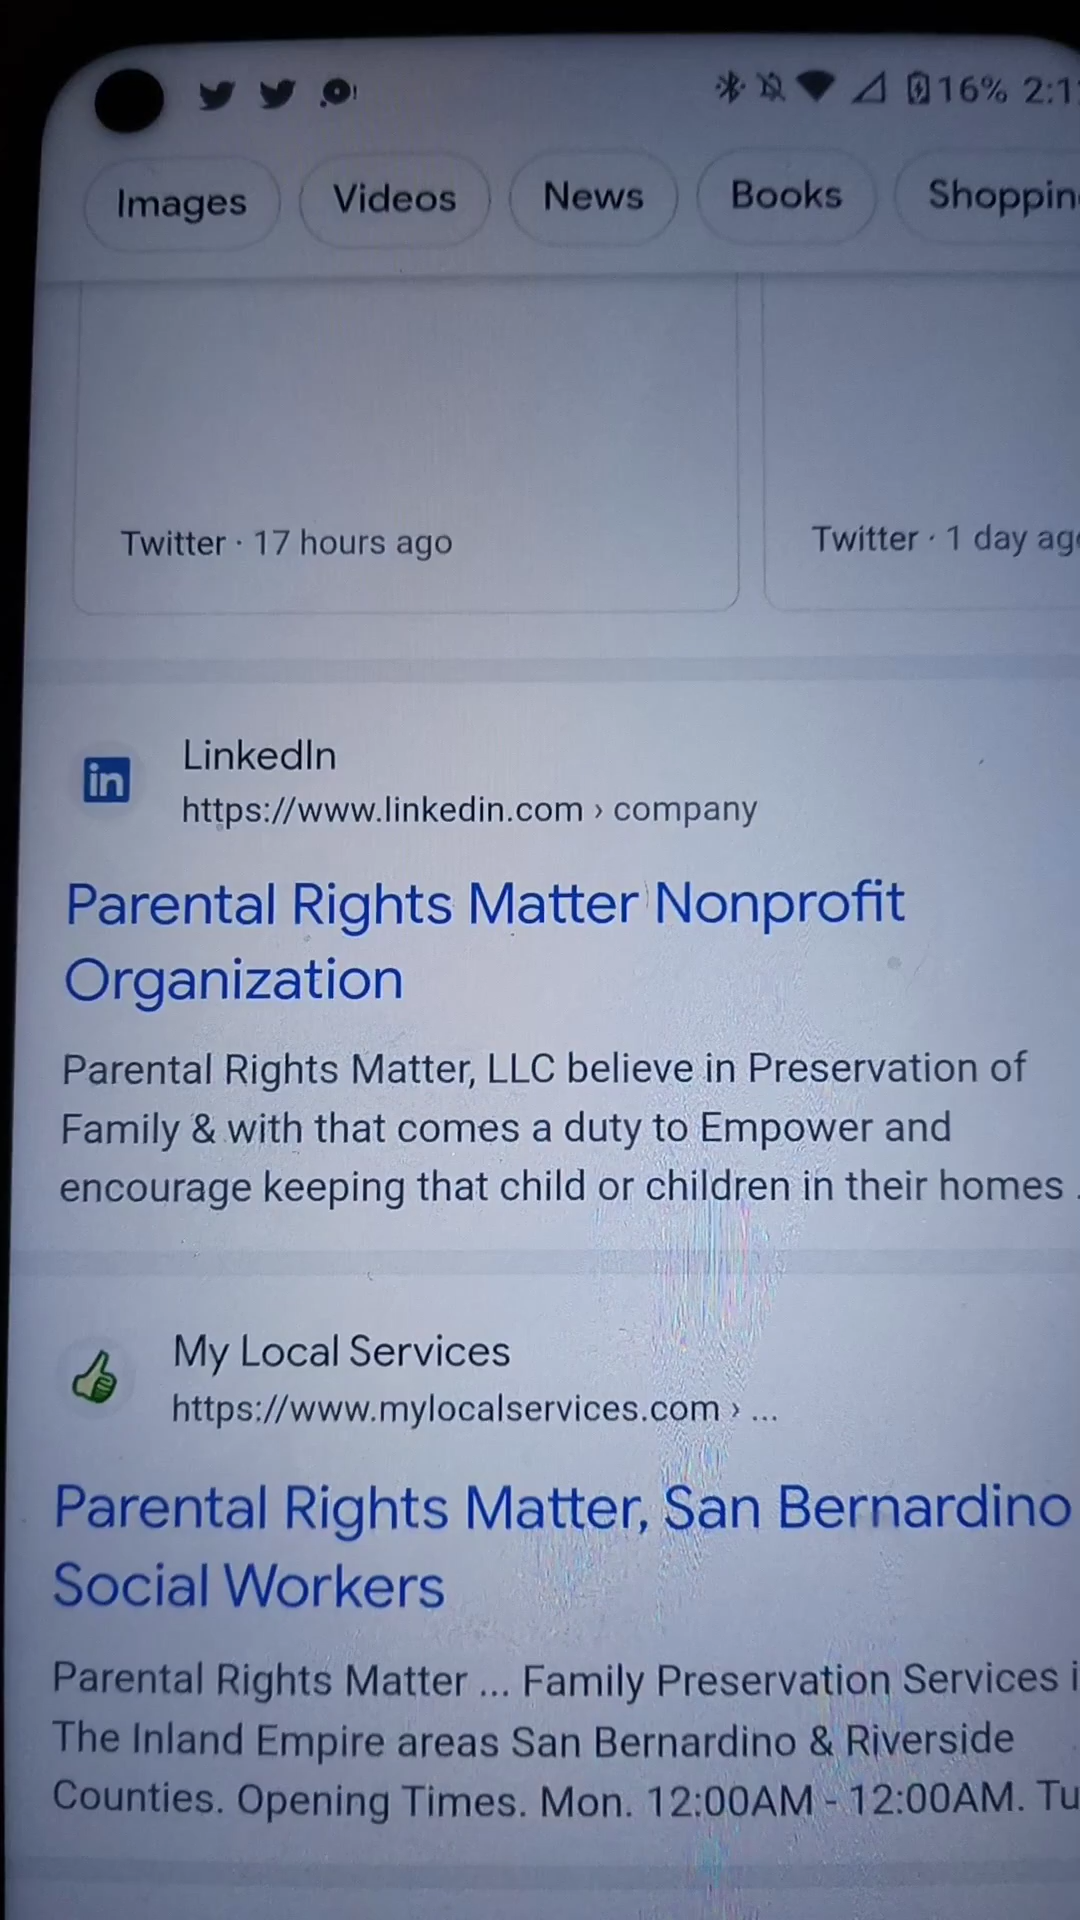 16% 2:1
Images Videos News Books Shopping
Twitter · 17 hours ago Twitter · 1 day ago
in LinkedIn
https://www.linkedin.com › company
Parental Rights Matter Nonprofit
Organization
Parental Rights Matter, LLC believe in Preservation of
Family & with that comes a duty to Empower and
encourage keeping that child or children in their homes .
My Local Services
https://www.mylocalservices.com › ...
Parental Rights Matter, San Bernardino
Social Workers
Parental Rights Matter ... Family Preservation Services i
The Inland Empire areas San Bernardino & Riverside
Counties. Opening Times. Mon. 12:00AM - 12:00AM. Tu